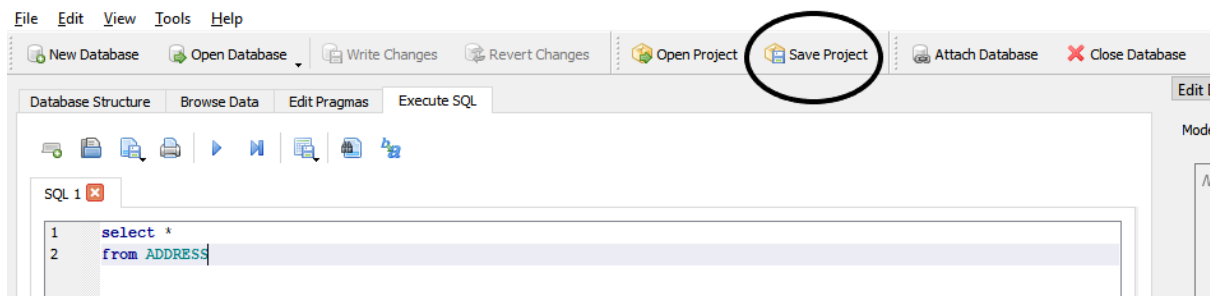 File Edit View Tools Help
New Database Open Database Write Changes Revert Changes Open Project Save Project Attach Database Close Database
Database Structure Browse Data Edit Pragmas Execute SQL
Edit
Mode
SQL 1
1 select *
2 from ADDRESS